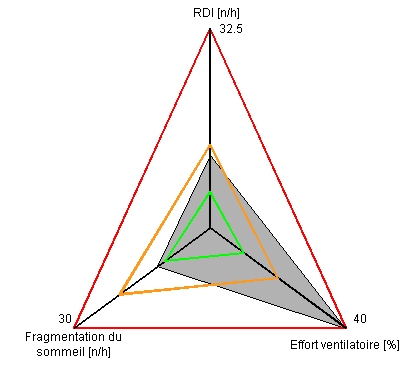 RDI [n/h]
32.5
30
40
Fragmentation du
sommeil [n/h]
Effort ventilatoire [%]